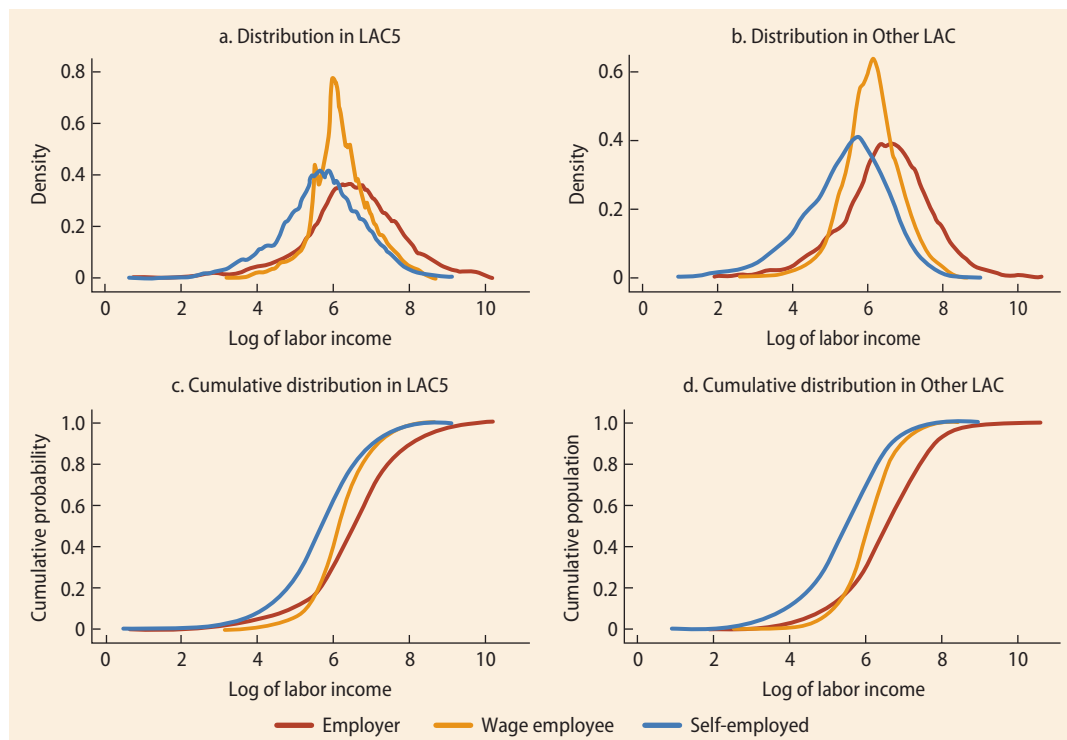 a. Distribution in LAC5
0.8
0.6
0.4
0.2
0
Density
0 2 4 6 8 10
Log of labor income
b. Distribution in Other LAC
0.6
0.4
0.2
0
Density
0 2 4 6 8 10
Log of labor income
c. Cumulative distribution in LAC5
1.0
0.8
0.6
0.4
0.2
0
Cumulative probability
0 2 4 6 8 10
Log of labor income
d. Cumulative distribution in Other LAC
1.0
0.8
0.6
0.4
0.2
0
Cumulative population
0 2 4 6 8 10
Log of labor income
Employer Wage employee Self-employed